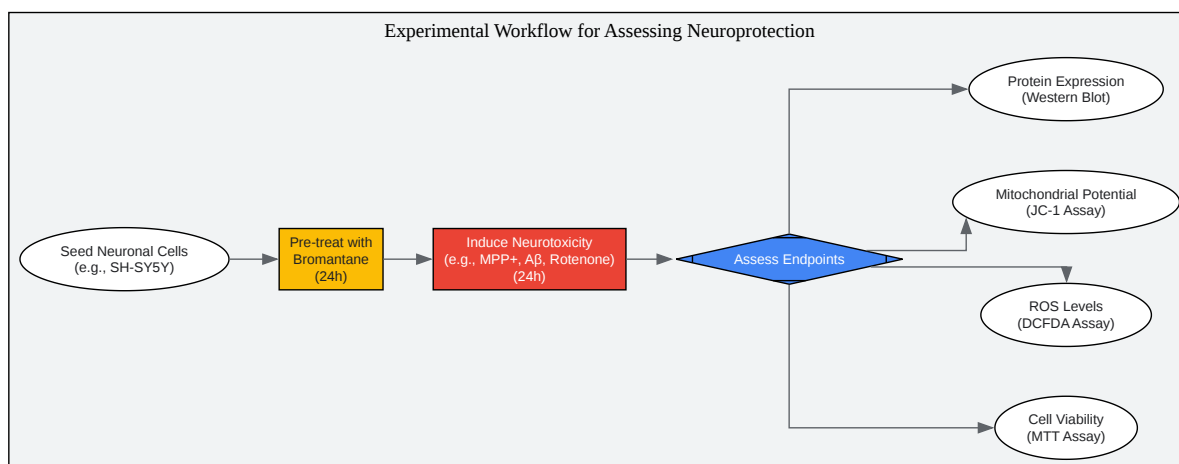 Experimental Workflow for Assessing Neuroprotection
Protein Expression
(Western Blot)
Mitochondrial Potential
(JC-1 Assay)
Seed Neuronal Cells
(e.g., SH-SY5Y)
Pre-treat with
Bromantane
(24h)
Induce Neurotoxicity
(e.g., MPP+, Aβ, Rotenone)
(24h)
Assess Endpoints
ROS Levels
(DCFDA Assay)
Cell Viability
(MTT Assay)